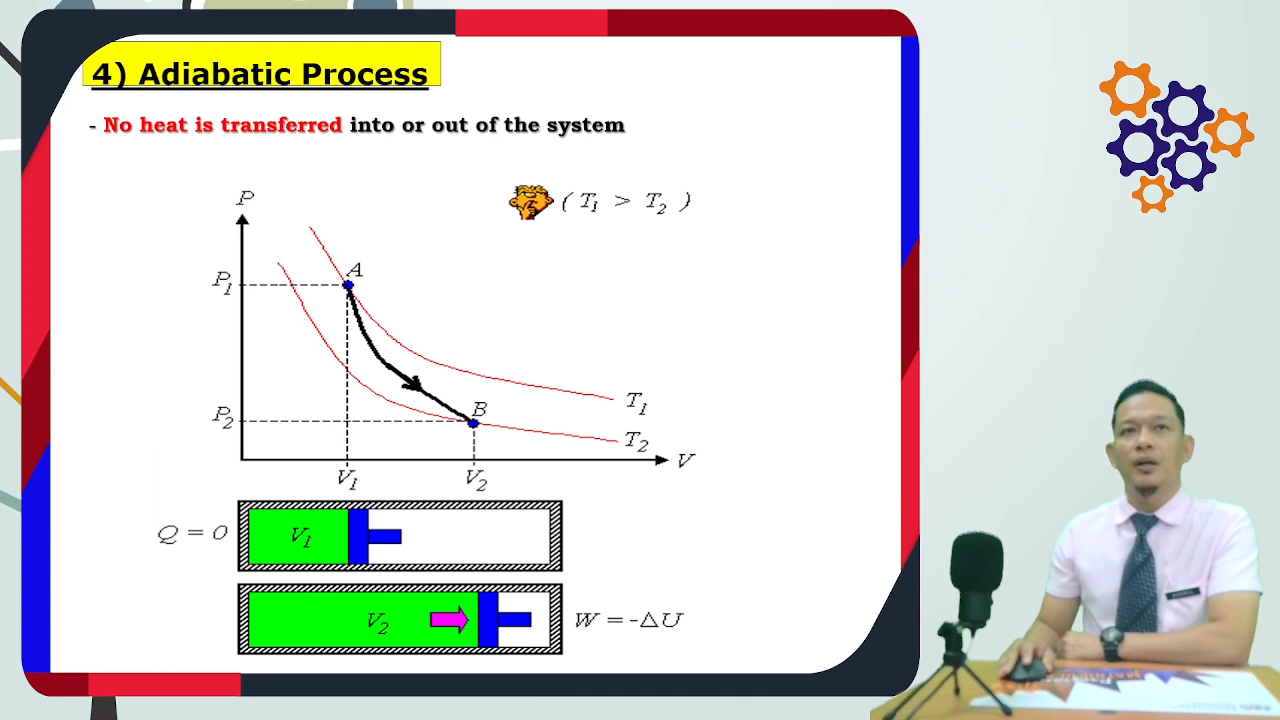 4) Adiabatic Process
- No heat is transferred into or out of the system
( T1 > T2 )
P
A
P1
B
T1
P2
T2
V
V1 V2
Q = 0
V1
V2
W = -△U